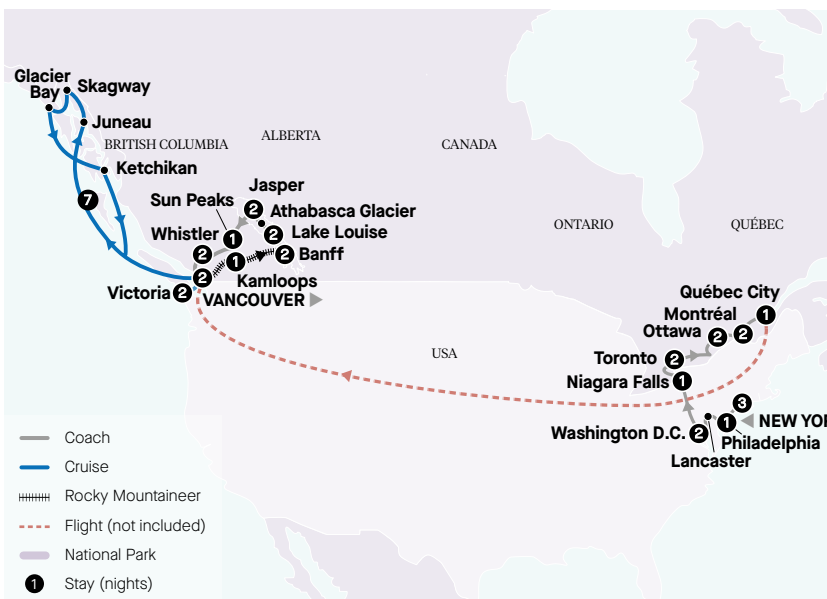 Glacier
Bay
Skagway
Juneau
BRITISH COLUMBIA
ALBERTA
CANADA
Ketchikan
7
Sun Peaks
Jasper
2
Athabasca Glacier
2
Lake Louise
Whistler
2
1
1
2
Banff
Kamloops
2
Victoria
2
VANCOUVER
ONTARIO
QUÉBEC
Québec City
1
Montréal
2
Ottawa
2
Toronto
2
Niagara Falls
1
USA
3
NEW YOR
1
Philadelphia
Washington D.C.
2
Lancaster
Coach
Cruise
Rocky Mountaineer
Flight (not included)
National Park
1 Stay (nights)